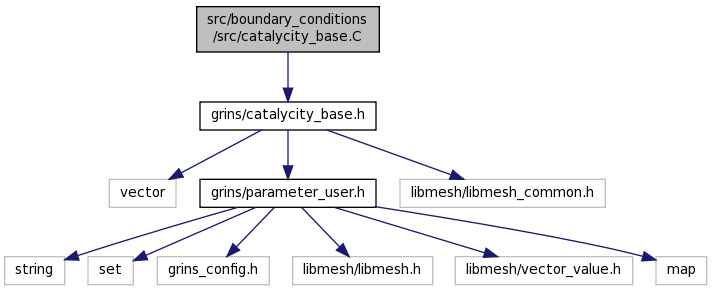 src/boundary_conditions
/src/catalycity_base.C
grins/catalycity_base.h
vector
grins/parameter_user.h
libmesh/libmesh_common.h
string
set
grins_config.h
libmesh/libmesh.h
libmesh/vector_value.h
map